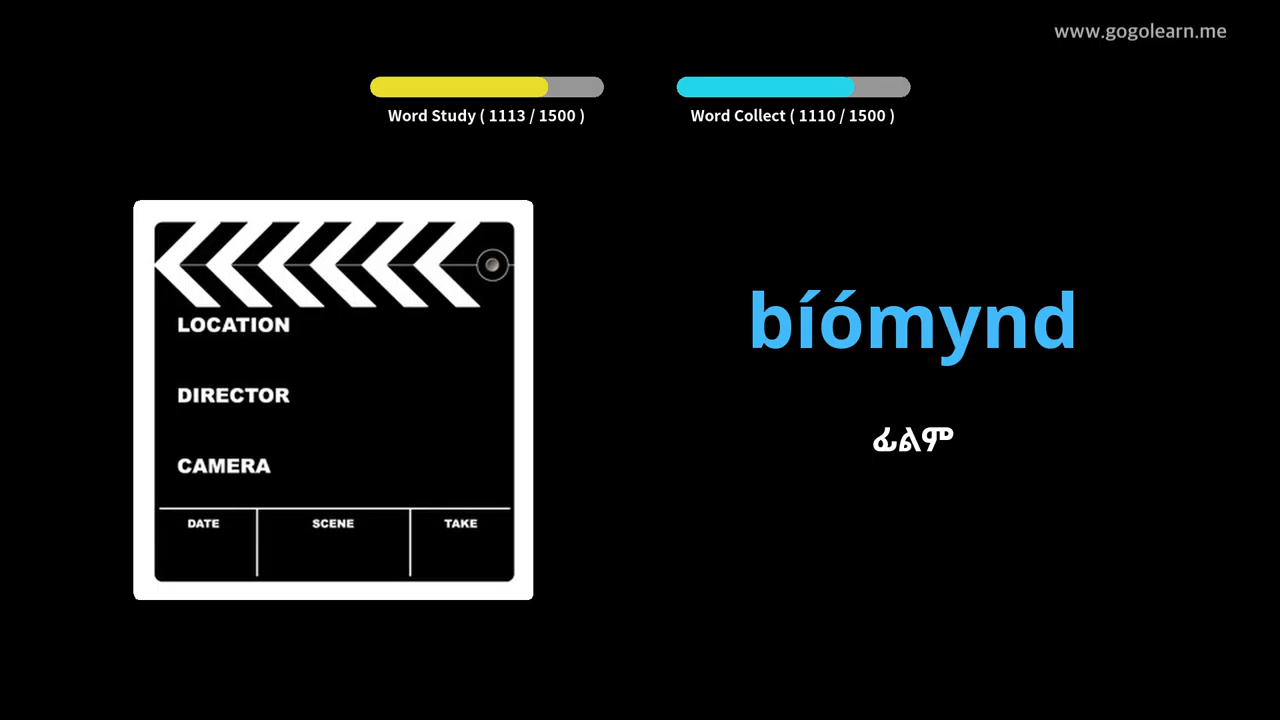 www.gogolearn.me
Word Study ( 1113 / 1500 )
Word Collect ( 1110 / 1500 )
LOCATION
DIRECTOR
CAMERA
DATE
SCENE
TAKE
bíómynd
ፊልም